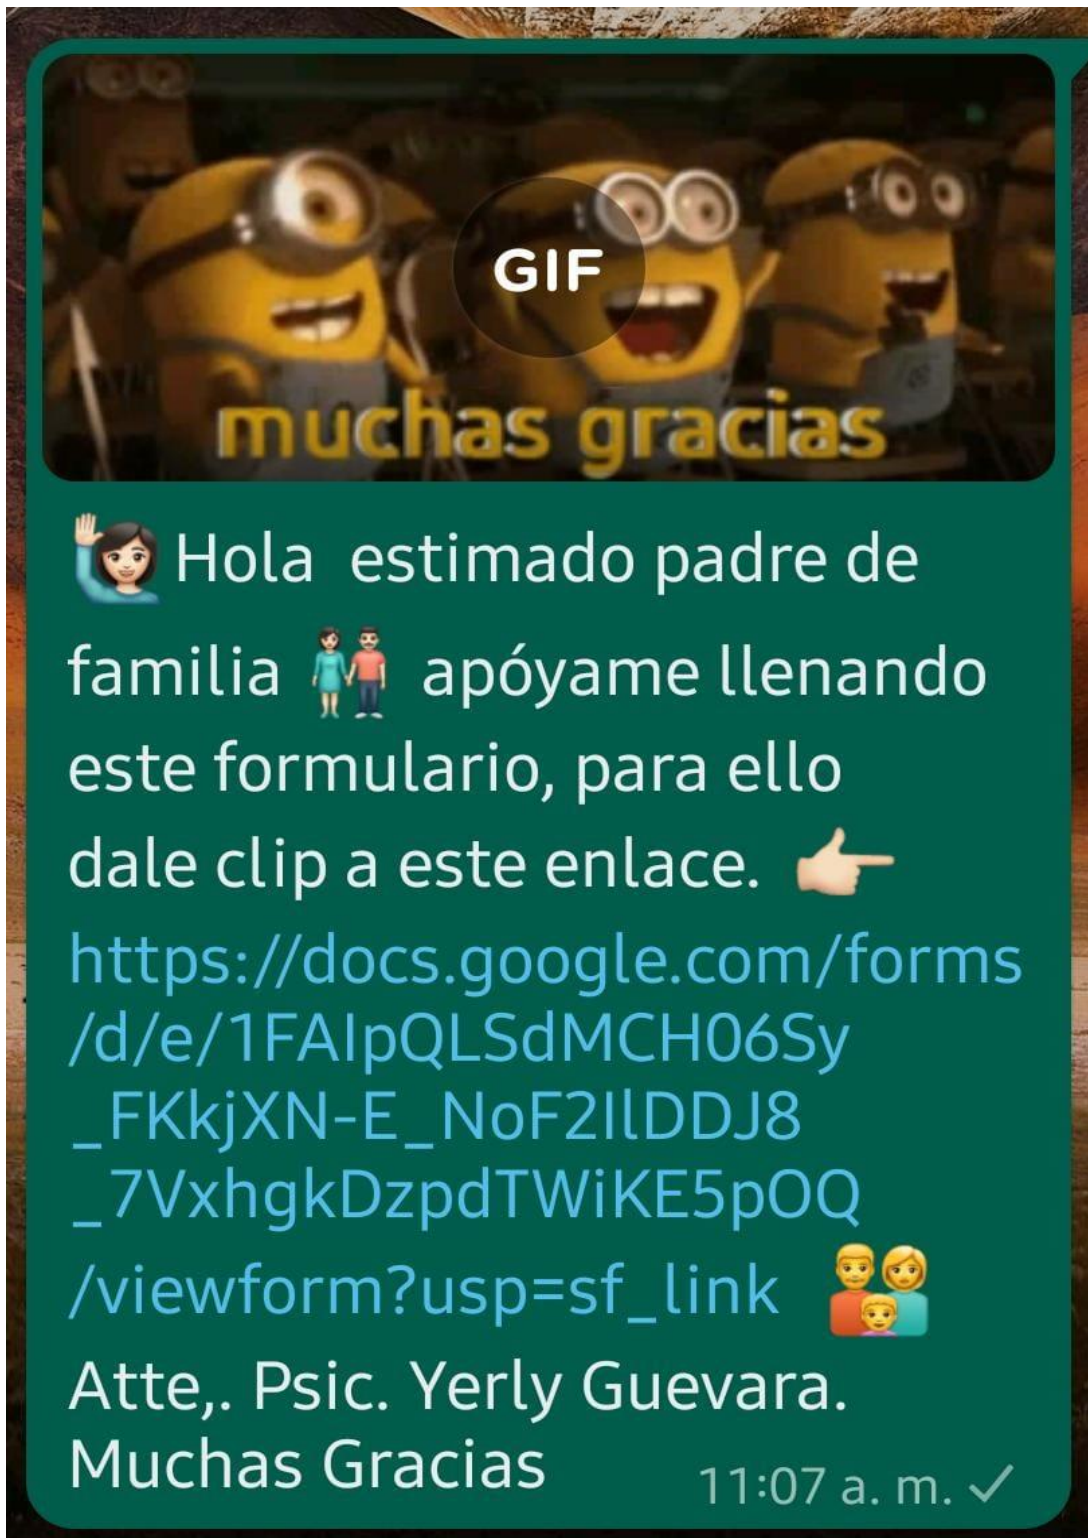 GIF
muchas gracias
Hola estimado padre de
familia apóyame llenando
este formulario, para ello
dale clip a este enlace.
https://docs.google.com/forms
/d/e/1FAIpQLSdMCH06Sy
_FKkjXN-E_NoF2IlDDJ8
_7VxhgkDzpdTWiKE5pOQ
/viewform?usp=sf_link
Atte,. Psic. Yerly Guevara.
Muchas Gracias
11:07 a. m.